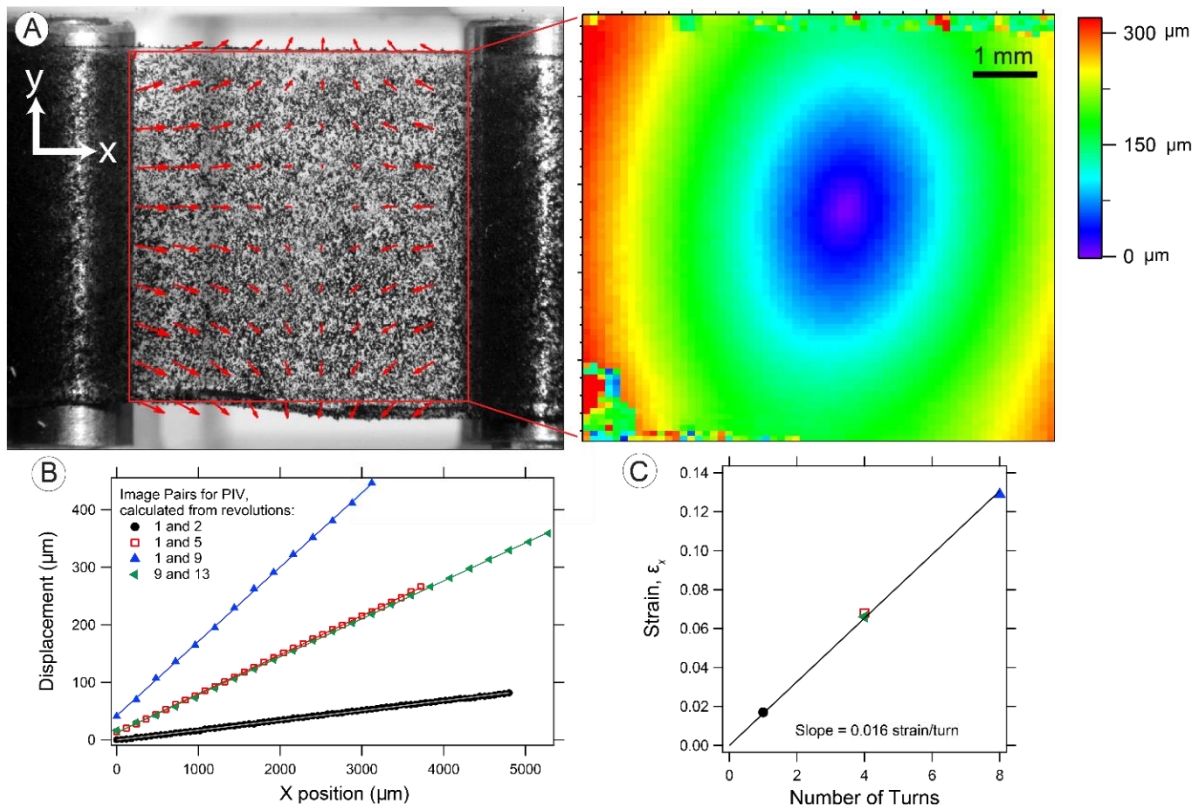 A
y
x
1 mm
300 µm
150 µm
0 µm
B
Image Pairs for PIV,
calculated from revolutions:
1 and 2
1 and 5
1 and 9
9 and 13
400
300
200
100
0
Displacement (µm)
0 1000 2000 3000 4000 5000
X position (µm)
C
0.14
0.12
0.10
0.08
0.06
0.04
0.02
0.00
Strain, εx
Slope = 0.016 strain/turn
0 2 4 6 8
Number of Turns